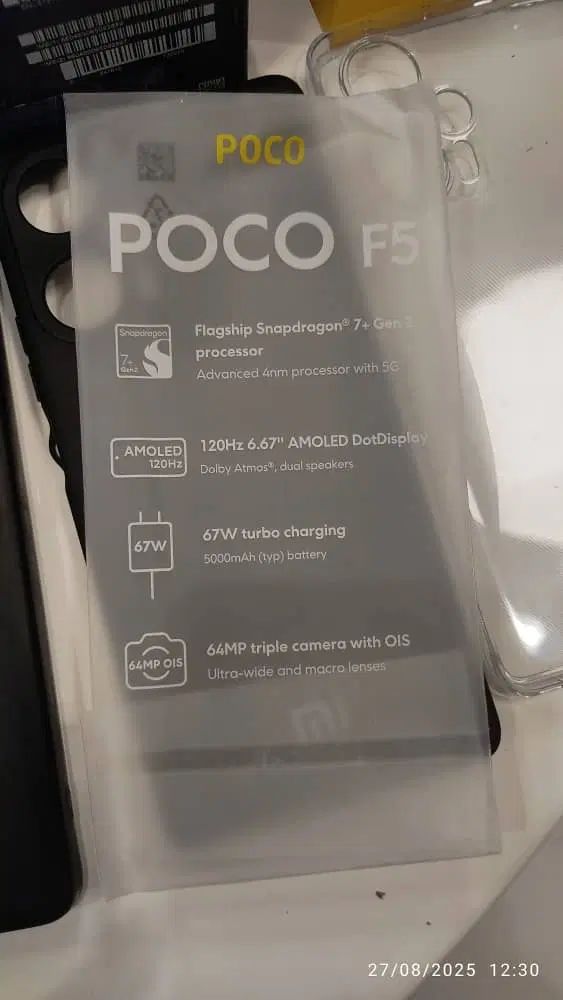 POCO
POCO F5
Snapdragon
7+
Gen 2
Flagship Snapdragon® 7+ Gen 2
processor
Advanced 4nm processor with 5G
AMOLED
120Hz
120Hz 6.67" AMOLED DotDisplay
Dolby Atmos®, dual speakers
67W
67W turbo charging
5000mAh (typ) battery
64MP OIS
64MP triple camera with OIS
Ultra-wide and macro lenses
mi
27/08/2025 12:30